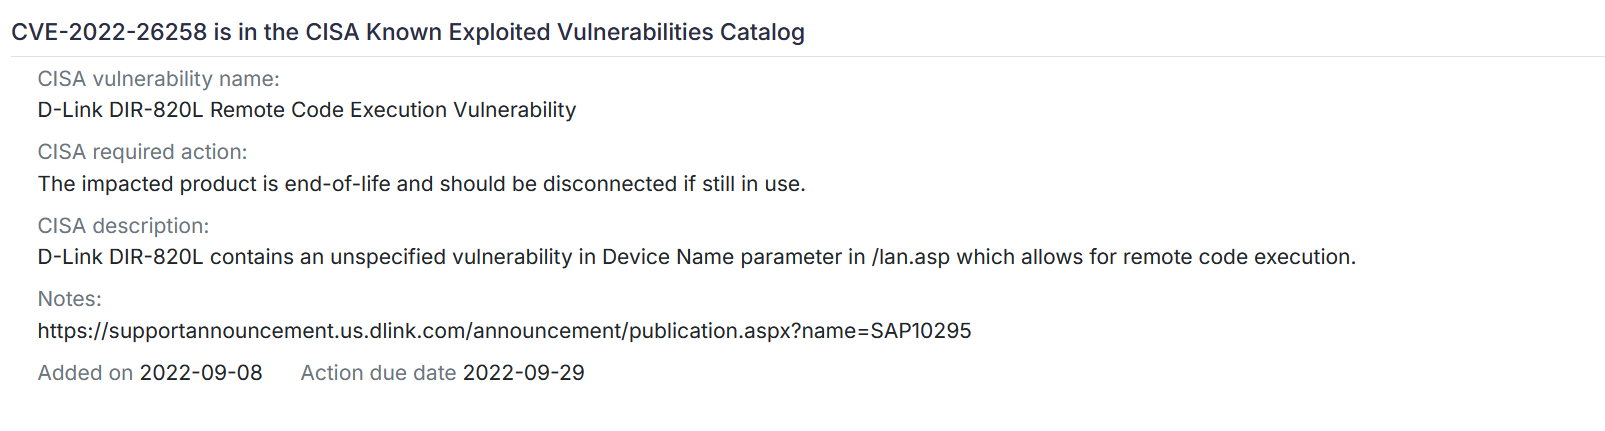 CVE-2022-26258 is in the CISA Known Exploited Vulnerabilities Catalog
CISA vulnerability name:
D-Link DIR-820L Remote Code Execution Vulnerability
CISA required action:
The impacted product is end-of-life and should be disconnected if still in use.
CISA description:
D-Link DIR-820L contains an unspecified vulnerability in Device Name parameter in /lan.asp which allows for remote code execution.
Notes:
https://supportannouncement.us.dlink.com/announcement/publication.aspx?name=SAP10295
Added on 2022-09-08 Action due date 2022-09-29